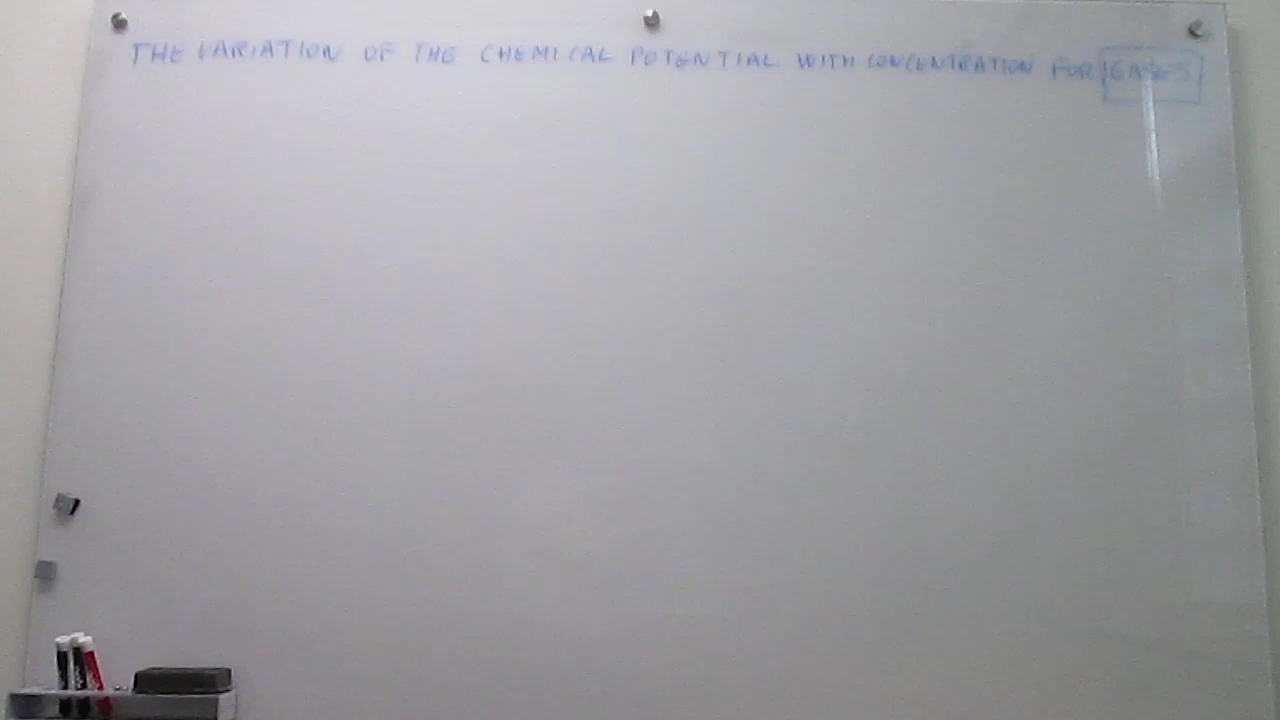 THE VARIATION OF THE CHEMICAL POTENTIAL WITH CONCENTRATION FOR GASES